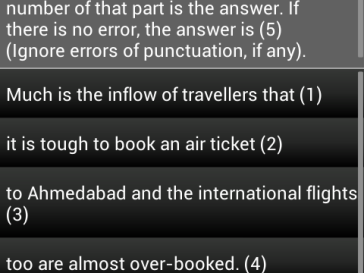 number of that part is the answer. If
there is no error, the answer is (5)
(Ignore errors of punctuation, if any).
Much is the inflow of travellers that (1)
it is tough to book an air ticket (2)
to Ahmedabad and the international flights
(3)
too are almost over-booked. (4)